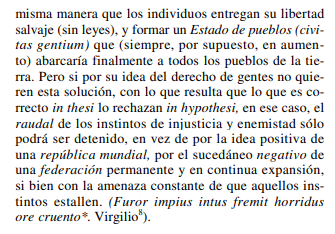 misma manera que los individuos entregan su libertad
salvaje (sin leyes), y formar un Estado de pueblos (civi-
tas gentium) que (siempre, por supuesto, en aumen-
to) abarcaría finalmente a todos los pueblos de la tie-
rra. Pero si por su idea del derecho de gentes no quie-
ren esta solución, con lo que resulta que lo que es co-
rrecto in thesi lo rechazan in hypothesi, en ese caso, el
raudal de los instintos de injusticia y enemistad sólo
podrá ser detenido, en vez de por la idea positiva de
una república mundial, por el sucedáneo negativo de
una federación permanente y en continua expansión,
si bien con la amenaza constante de que aquellos ins-
tintos estallen. (Furor impius intus fremit horridus
ore cruento*. Virgilio⁸).